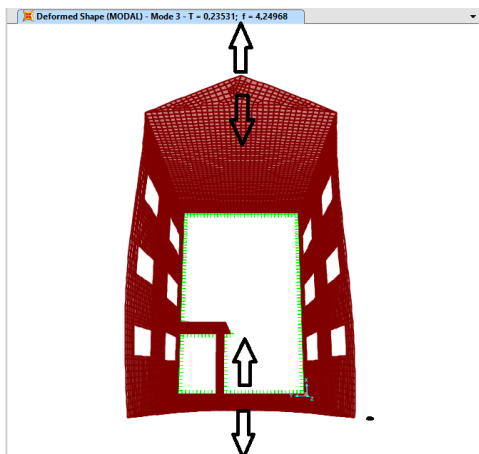 Deformed Shape (MODAL) - Mode 3 - T = 0,23531; f = 4,24968